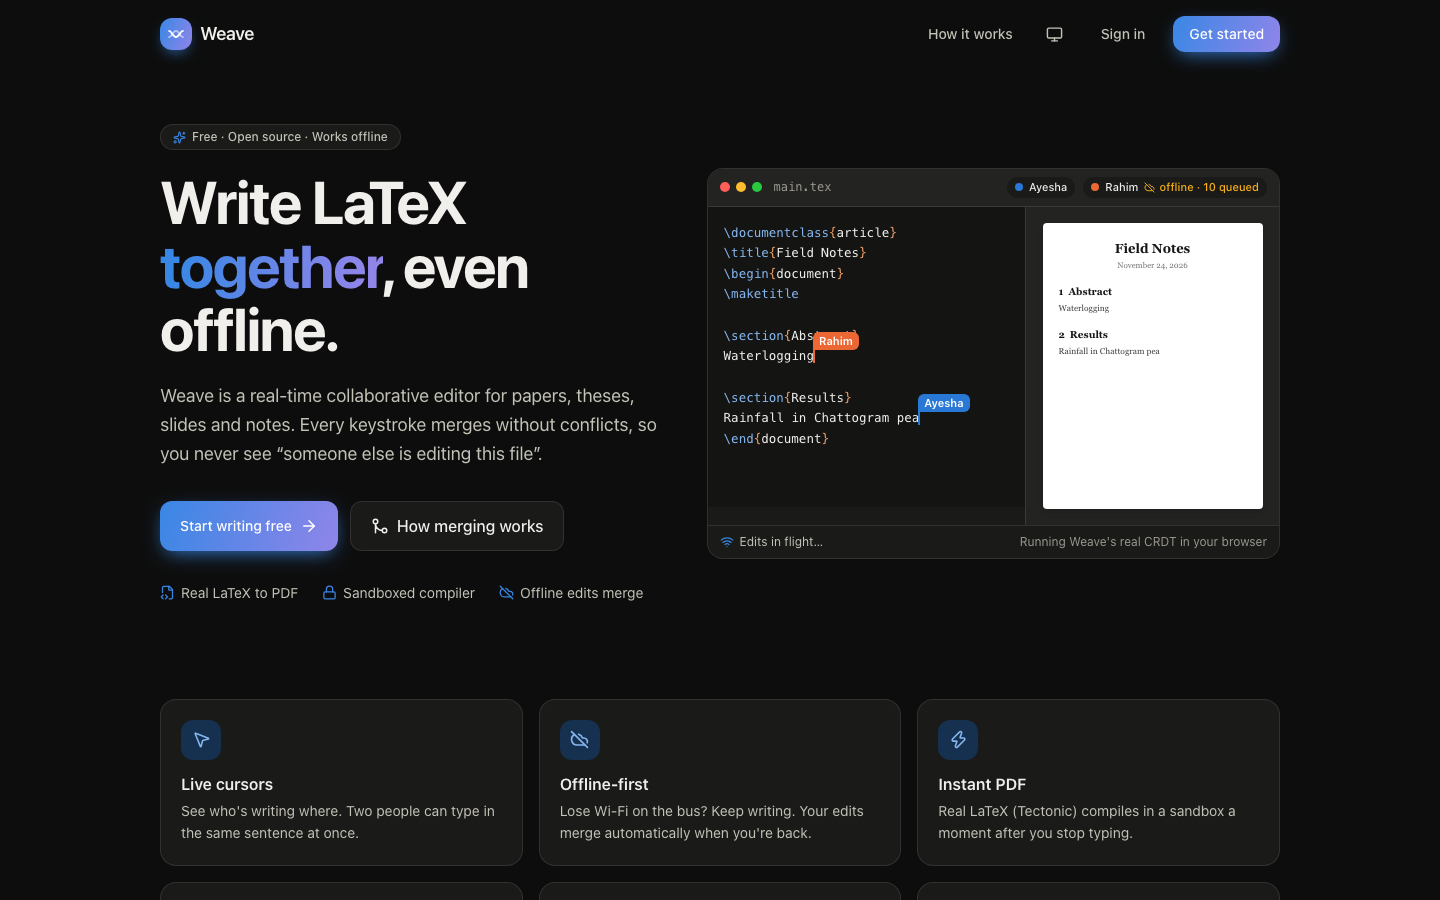 Weave
How it works
Sign in
Get started
Free · Open source · Works offline
Write LaTeX
together, even
offline.
Weave is a real-time collaborative editor for papers, theses,
slides and notes. Every keystroke merges without conflicts, so
you never see “someone else is editing this file”.
Start writing free
How merging works
Real LaTeX to PDF
Sandboxed compiler
Offline edits merge
main.tex
Ayesha
Rahim offline · 10 queued
\documentclass{article}
\title{Field Notes}
\begin{document}
\maketitle
\section{Abs
Rahim
Waterlogging
\section{Results}
Ayesha
Rainfall in Chattogram pea
\end{document}
Field Notes
November 24, 2026
1 Abstract
Waterlogging
2 Results
Rainfall in Chattogram pea
Edits in flight...
Running Weave's real CRDT in your browser
Live cursors
See who's writing where. Two people can type in
the same sentence at once.
Offline-first
Lose Wi-Fi on the bus? Keep writing. Your edits
merge automatically when you're back.
Instant PDF
Real LaTeX (Tectonic) compiles in a sandbox a
moment after you stop typing.